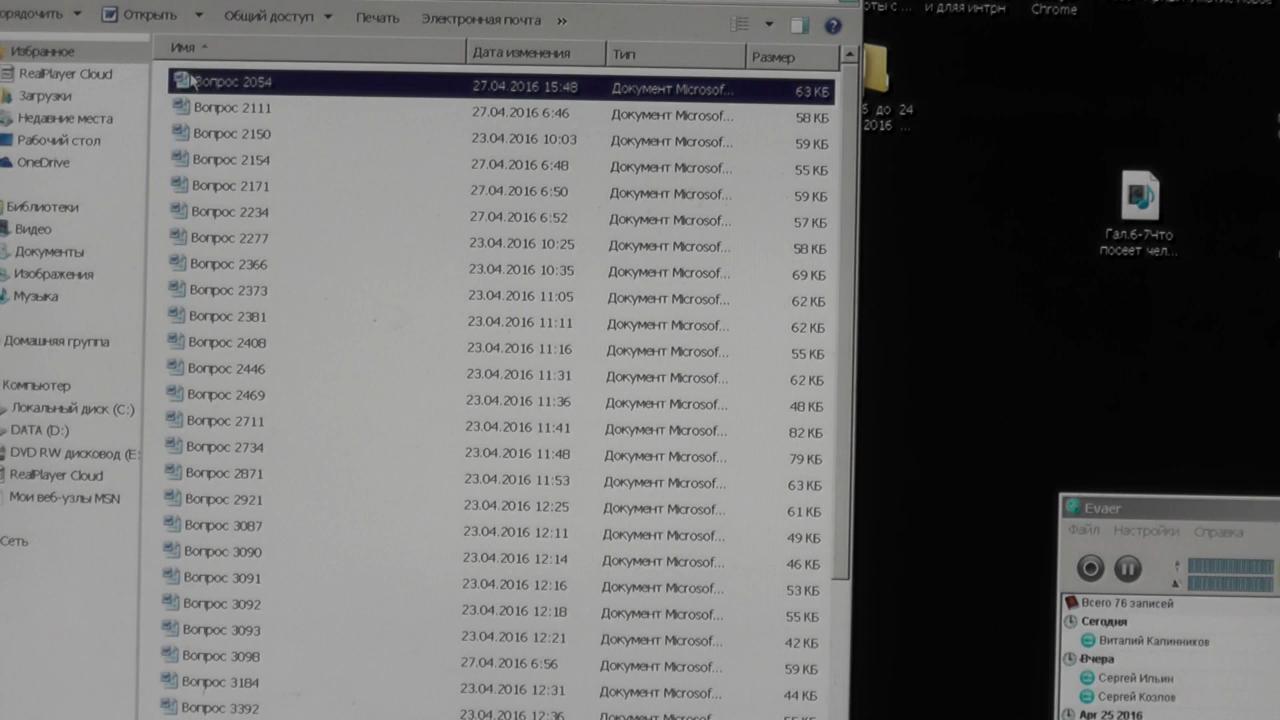 Открыть Общий доступ Печать Электронная почта »
Имя Дата изменения Тип Размер
Избранное
RealPlayer Cloud
Загрузки
Недавние места
Рабочий стол
OneDrive
Библиотеки
Видео
Документы
Изображения
Музыка
Домашняя группа
Компьютер
Локальный диск (C:)
DATA (D:)
DVD RW дисковод (E:
RealPlayer Cloud
Мои веб-узлы MSN
Сеть
Вопрос 2054 27.04.2016 15:48 Документ Microsof... 63 КБ
Вопрос 2111 27.04.2016 6:46 Документ Microsof... 58 КБ
Вопрос 2150 23.04.2016 10:03 Документ Microsof... 59 КБ
Вопрос 2154 27.04.2016 6:48 Документ Microsof... 55 КБ
Вопрос 2171 27.04.2016 6:50 Документ Microsof... 59 КБ
Вопрос 2234 27.04.2016 6:52 Документ Microsof... 57 КБ
Вопрос 2277 23.04.2016 10:25 Документ Microsof... 58 КБ
Вопрос 2366 23.04.2016 10:35 Документ Microsof... 69 КБ
Вопрос 2373 23.04.2016 11:05 Документ Microsof... 62 КБ
Вопрос 2381 23.04.2016 11:11 Документ Microsof... 62 КБ
Вопрос 2408 23.04.2016 11:16 Документ Microsof... 55 КБ
Вопрос 2446 23.04.2016 11:31 Документ Microsof... 62 КБ
Вопрос 2469 23.04.2016 11:36 Документ Microsof... 48 КБ
Вопрос 2711 23.04.2016 11:41 Документ Microsof... 82 КБ
Вопрос 2734 23.04.2016 11:48 Документ Microsof... 79 КБ
Вопрос 2871 23.04.2016 11:53 Документ Microsof... 63 КБ
Вопрос 2921 23.04.2016 12:25 Документ Microsof... 61 КБ
Вопрос 3087 23.04.2016 12:11 Документ Microsof... 49 КБ
Вопрос 3090 23.04.2016 12:14 Документ Microsof... 46 КБ
Вопрос 3091 23.04.2016 12:16 Документ Microsof... 53 КБ
Вопрос 3092 23.04.2016 12:18 Документ Microsof... 55 КБ
Вопрос 3093 23.04.2016 12:21 Документ Microsof... 42 КБ
Вопрос 3098 27.04.2016 6:56 Документ Microsof... 59 КБ
Вопрос 3184 23.04.2016 12:31 Документ Microsof... 44 КБ
Вопрос 3392 23.04.2016 12:36 Документ Microsof...
Chrome
до 24
2016 ...
Гал.6-7Что
посеет чел...
Evaer
Файл Настройки Справка
Всего 76 записей
Сегодня
Виталий Калинников
Вчера
Сергей Ильин
Сергей Козлов
Apr 25 2016